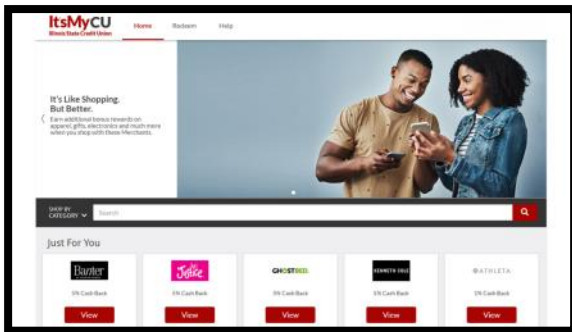 ItsMyCU
Illinois State Credit Union
Home Redeem Help
It's Like Shopping.
But Better.
Earn additional bonus rewards on
apparel, gifts, electronics and much more
when you shop with these Merchants.
SHOP BY
CATEGORY
Search
Just For You
Banter
Justice
GHOSTBED
KENNETH COLE
ATHLETA
5% Cash Back
5% Cash Back
5% Cash Back
5% Cash Back
5% Cash Back
View
View
View
View
View